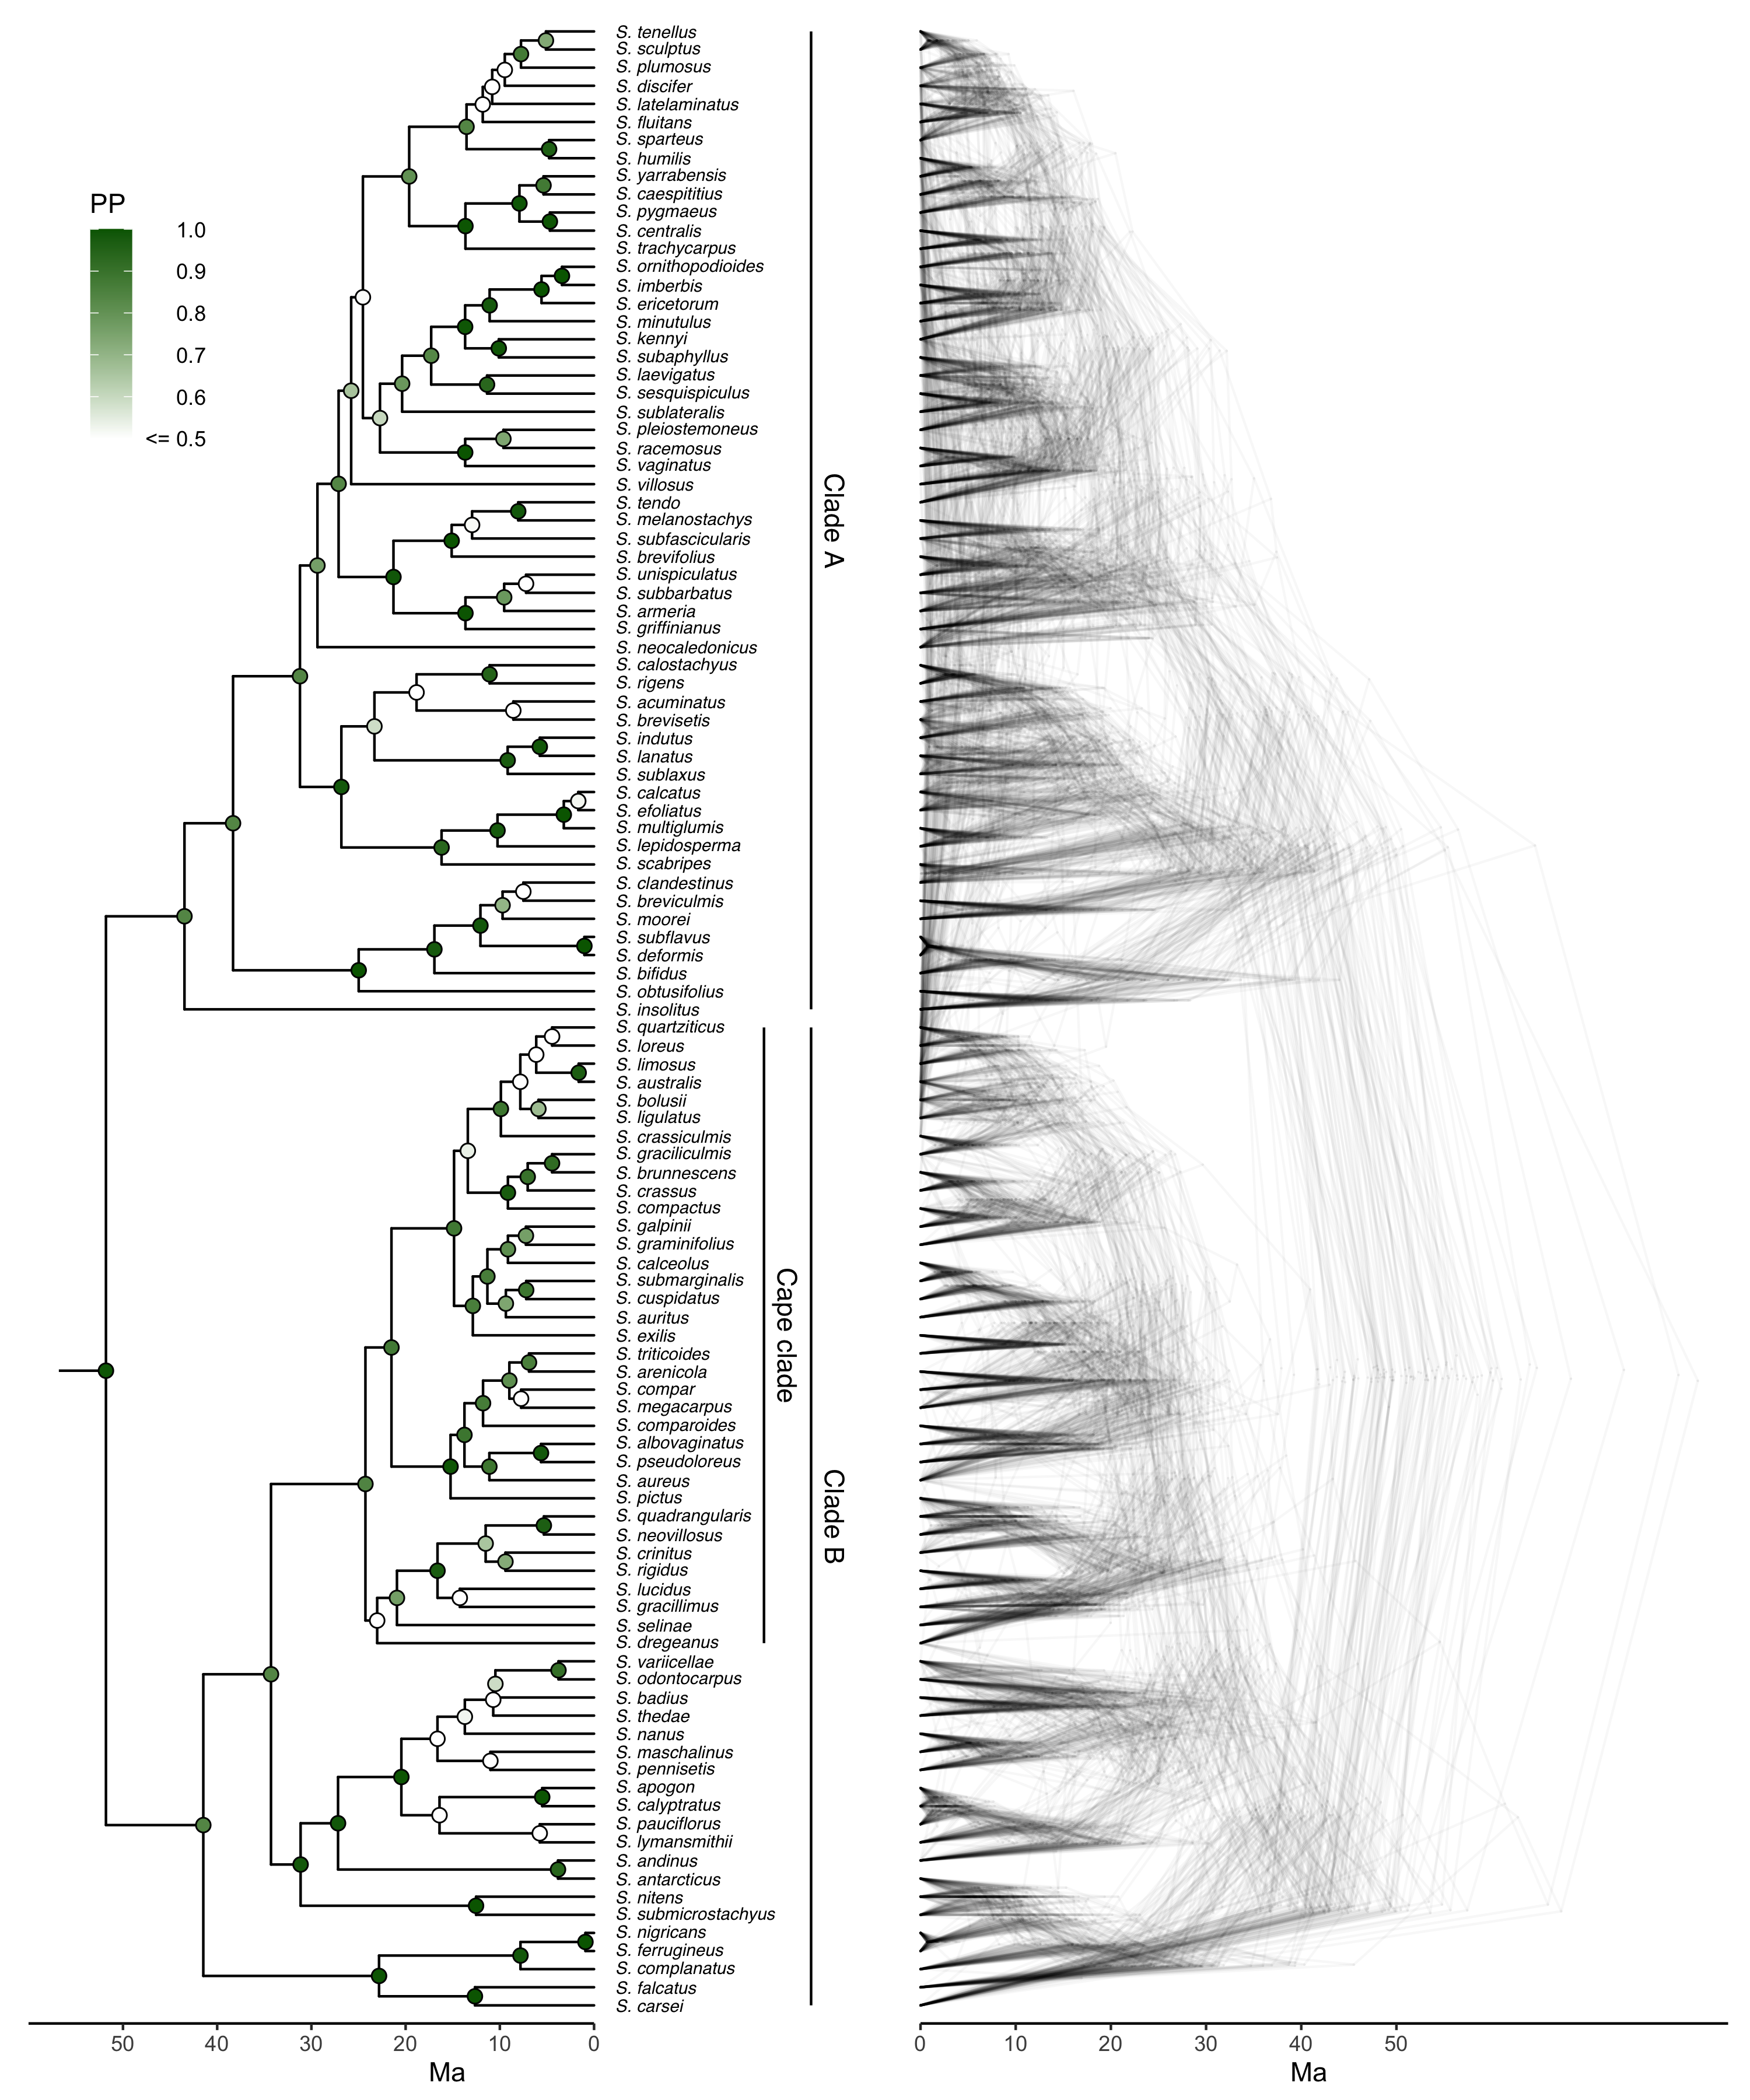 PP
1.0
0.9
0.8
0.7
0.6
<= 0.5
S. tenellus
S. sculptus
S. plumosus
S. discifer
S. latelaminatus
S. fluitans
S. sparteus
S. humilis
S. yarrabensis
S. caespititius
S. pygmaeus
S. centralis
S. trachycarpus
S. ornithopodioides
S. imberbis
S. ericetorum
S. minutulus
S. kennyi
S. subaphyllus
S. laevigatus
S. sesquispiculus
S. sublateralis
S. pleiostemoneus
S. racemosus
S. vaginatus
S. villosus
S. tendo
S. melanostachys
S. subfascicularis
S. brevifolius
S. unispiculatus
S. subbarbatus
S. armeria
S. griffinianus
S. neocaledonicus
S. calostachyus
S. rigens
S. acuminatus
S. brevisetis
S. indutus
S. lanatus
S. sublaxus
S. calcatus
S. efoliatus
S. multiglumis
S. lepidosperma
S. scabripes
S. clandestinus
S. breviculmis
S. moorei
S. subflavus
S. deformis
S. bifidus
S. obtusifolius
S. insolitus
S. quartziticus
S. loreus
S. limosus
S. australis
S. bolusii
S. ligulatus
S. crassiculmis
S. graciliculmis
S. brunnescens
S. crassus
S. compactus
S. galpinii
S. graminifolius
S. calceolus
S. submarginalis
S. cuspidatus
S. auritus
S. exilis
S. triticoides
S. arenicola
S. compar
S. megacarpus
S. comparoides
S. albovaginatus
S. pseudoloreus
S. aureus
S. pictus
S. quadrangularis
S. neovillosus
S. crinitus
S. rigidus
S. lucidus
S. gracillimus
S. selinae
S. dregeanus
S. variicellae
S. odontocarpus
S. badius
S. thedae
S. nanus
S. maschalinus
S. pennisetis
S. apogon
S. calyptratus
S. pauciflorus
S. lymansmithii
S. andinus
S. antarcticus
S. nitens
S. submicrostachyus
S. nigricans
S. ferrugineus
S. complanatus
S. falcatus
S. carsei
Clade A
Cape clade
Clade B
50 40 30 20 10 0
Ma
0 10 20 30 40 50
Ma